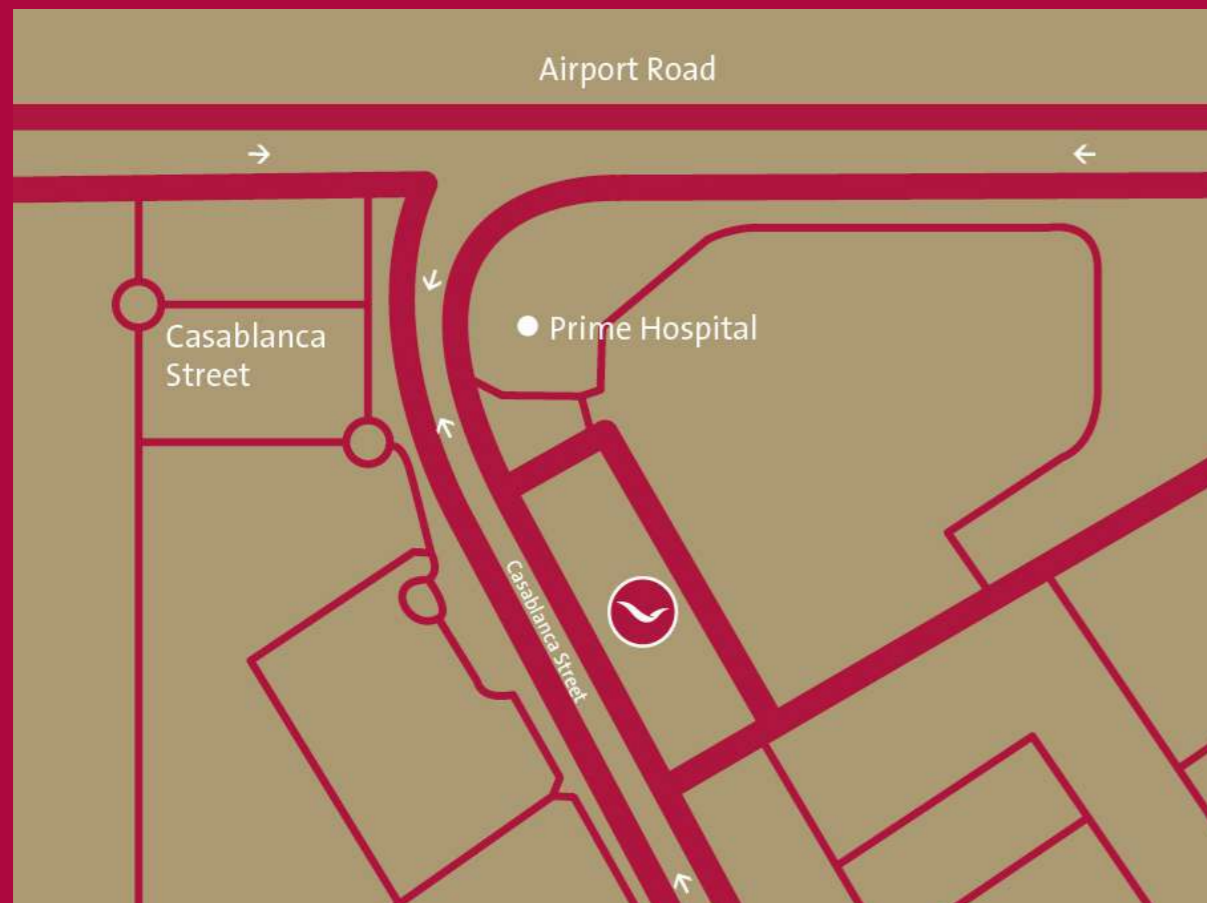 Airport Road
Prime Hospital
Casablanca
Street
Casablanca Street